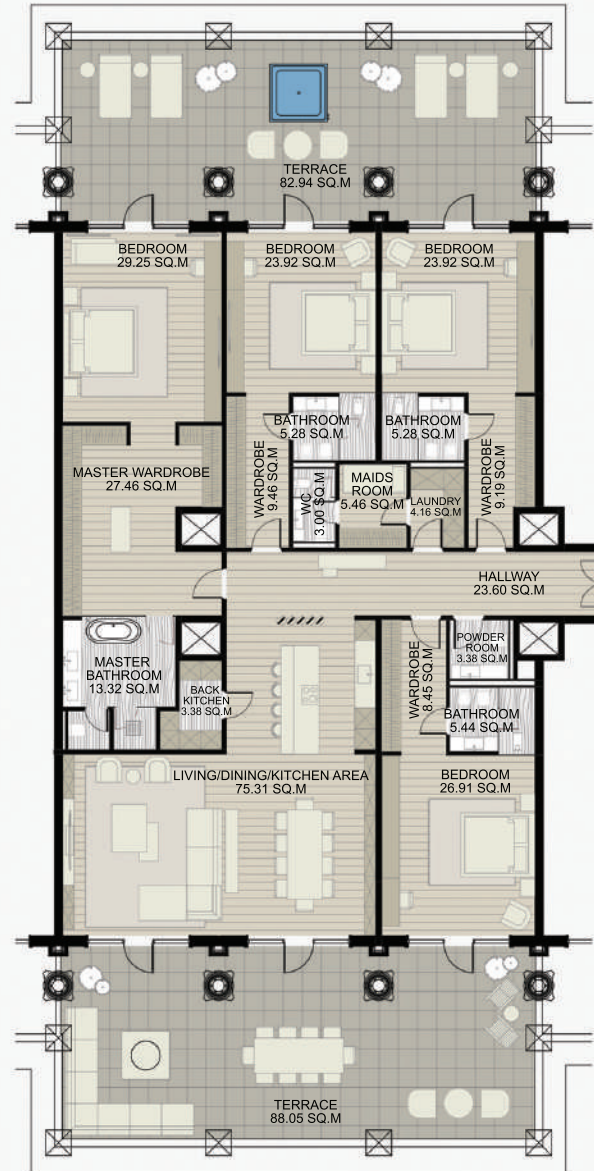 TERRACE
82.94 SQ.M
BEDROOM
29.25 SQ.M
BEDROOM
23.92 SQ.M
BEDROOM
23.92 SQ.M
BATHROOM
5.28 SQ.M
BATHROOM
5.28 SQ.M
MASTER WARDROBE
27.46 SQ.M
WARDROBE
9.46 SQ.M
WC
3.00 SQ.M
MAIDS
ROOM
5.46 SQ.M
LAUNDRY
4.16 SQ.M
WARDROBE
9.19 SQ.M
HALLWAY
23.60 SQ.M
MASTER
BATHROOM
13.32 SQ.M
BACK
KITCHEN
3.38 SQ.M
WARDROBE
8.45 SQ.M
POWDER
ROOM
3.38 SQ.M
BATHROOM
5.44 SQ.M
LIVING/DINING/KITCHEN AREA
75.31 SQ.M
BEDROOM
26.91 SQ.M
TERRACE
88.05 SQ.M